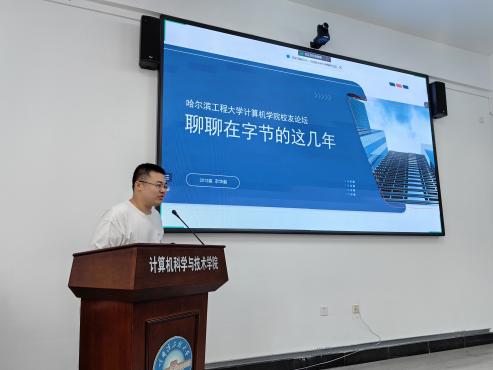 哈尔滨工程大学计算机学院校友论坛
聊聊在字节的这几年
计算机科学与技术学院